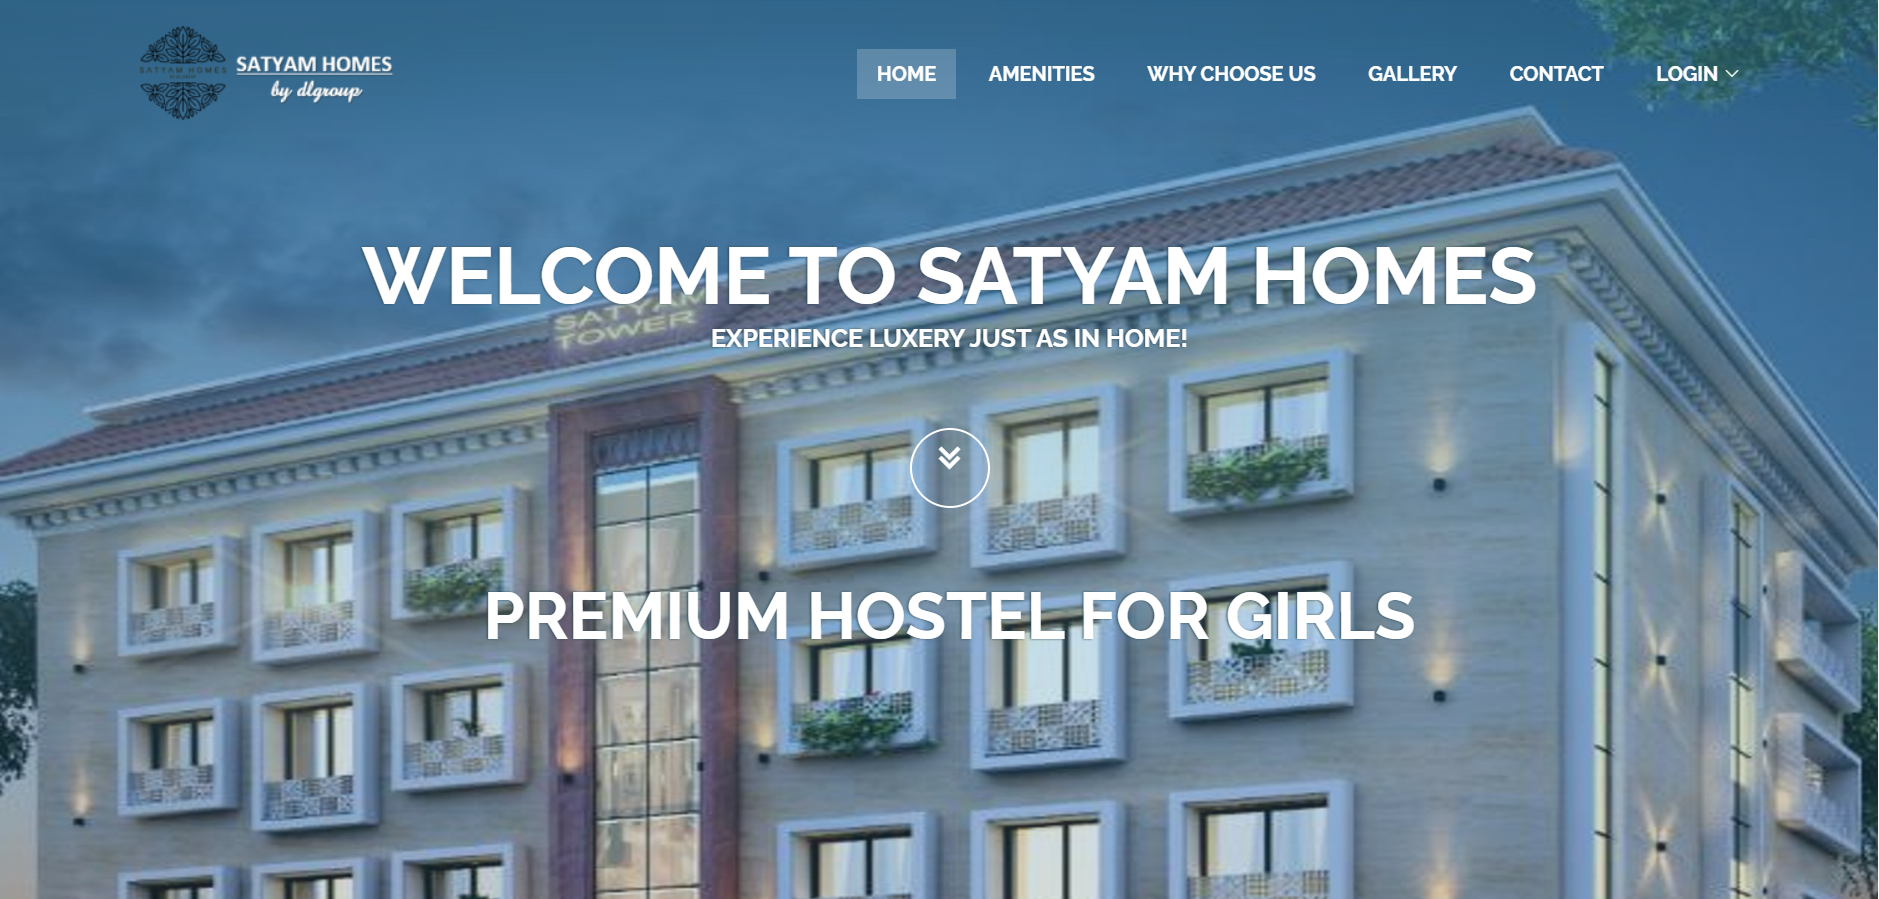 SATYAM HOMES
SATYAM HOMES
by dlgroup
HOME
AMENITIES
WHY CHOOSE US
GALLERY
CONTACT
LOGIN
WELCOME TO SATYAM HOMES
SATYAM
TOWER
EXPERIENCE LUXERY JUST AS IN HOME!
PREMIUM HOSTEL FOR GIRLS